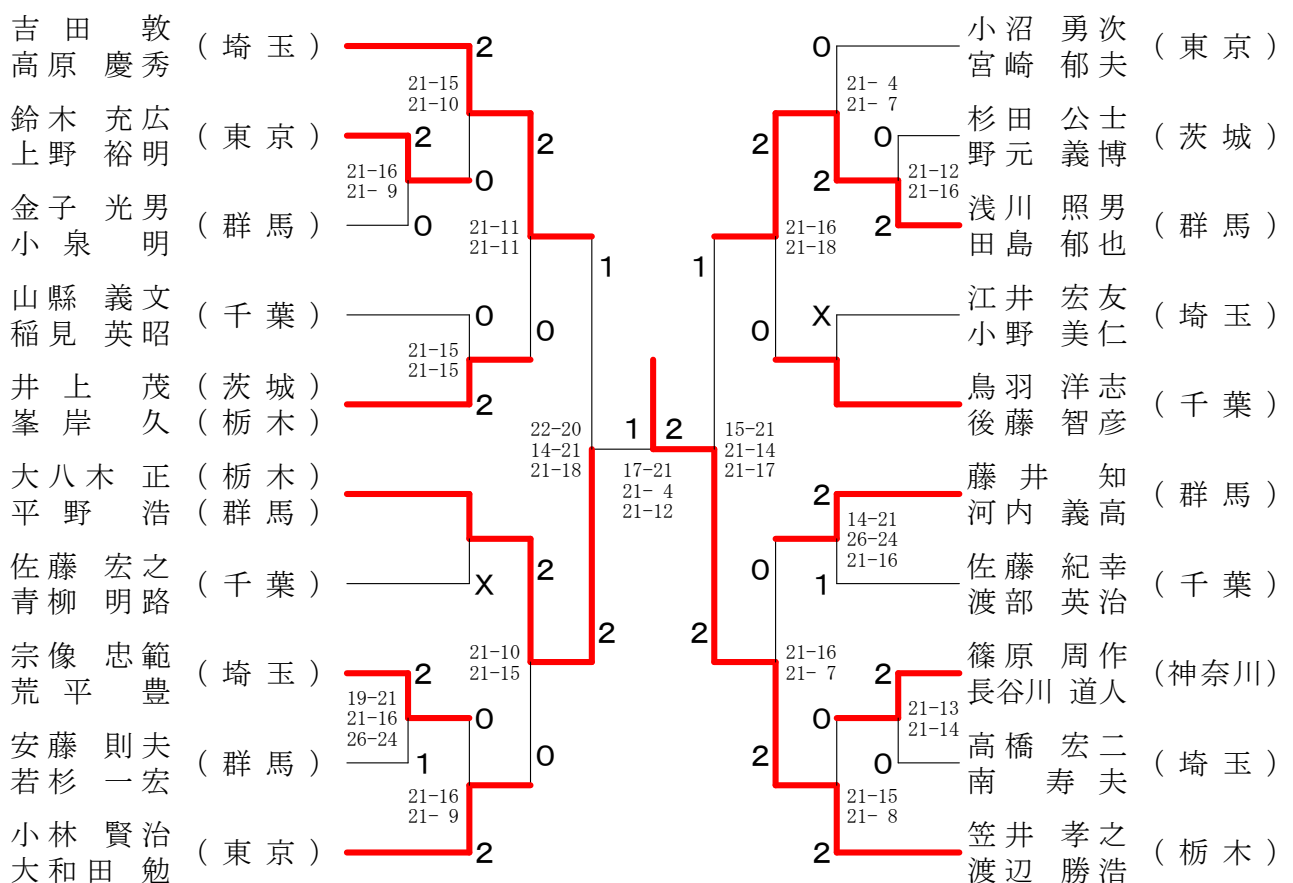 吉田 敦
高原 慶秀
(埼玉)
2
21-15
21-10
鈴木 充広
上野 裕明
(東京)
2
21-16
21- 9
0
金子 光男
小泉 明
(群馬)
0
2
21-11
21-11
山縣 義文
稲見 英昭
(千葉)
0
21-15
21-15
0
井上 茂
峯岸 久
(茨城)
(栃木)
2
1
22-20
14-21
21-18
大八木 正
平野 浩
(栃木)
(群馬)
佐藤 宏之
青柳 明路
(千葉)
X
2
21-10
21-15
2
宗像 忠範
荒平 豊
(埼玉)
2
19-21
21-16
26-24
0
安藤 則夫
若杉 一宏
(群馬)
1
0
21-16
21- 9
小林 賢治
大和田 勉
(東京)
2
1
2
17-21
21- 4
21-12
0
小沼 勇次
宮崎 郁夫
(東京)
21- 4
21- 7
0
杉田 公士
野元 義博
(茨城)
2
2
21-12
21-16
2
浅川 照男
田島 郁也
(群馬)
21-16
21-18
1
X
江井 宏友
小野 美仁
(埼玉)
0
鳥羽 洋志
後藤 智彦
(千葉)
15-21
21-14
21-17
2
藤井 知
河内 義高
(群馬)
14-21
26-24
21-16
0
1
佐藤 紀幸
渡部 英治
(千葉)
2
21-16
21- 7
2
篠原 周作
長谷川 道人
(神奈川)
0
21-13
21-14
0
高橋 宏二
南 寿夫
(埼玉)
2
21-15
21- 8
2
笠井 孝之
渡辺 勝浩
(栃木)